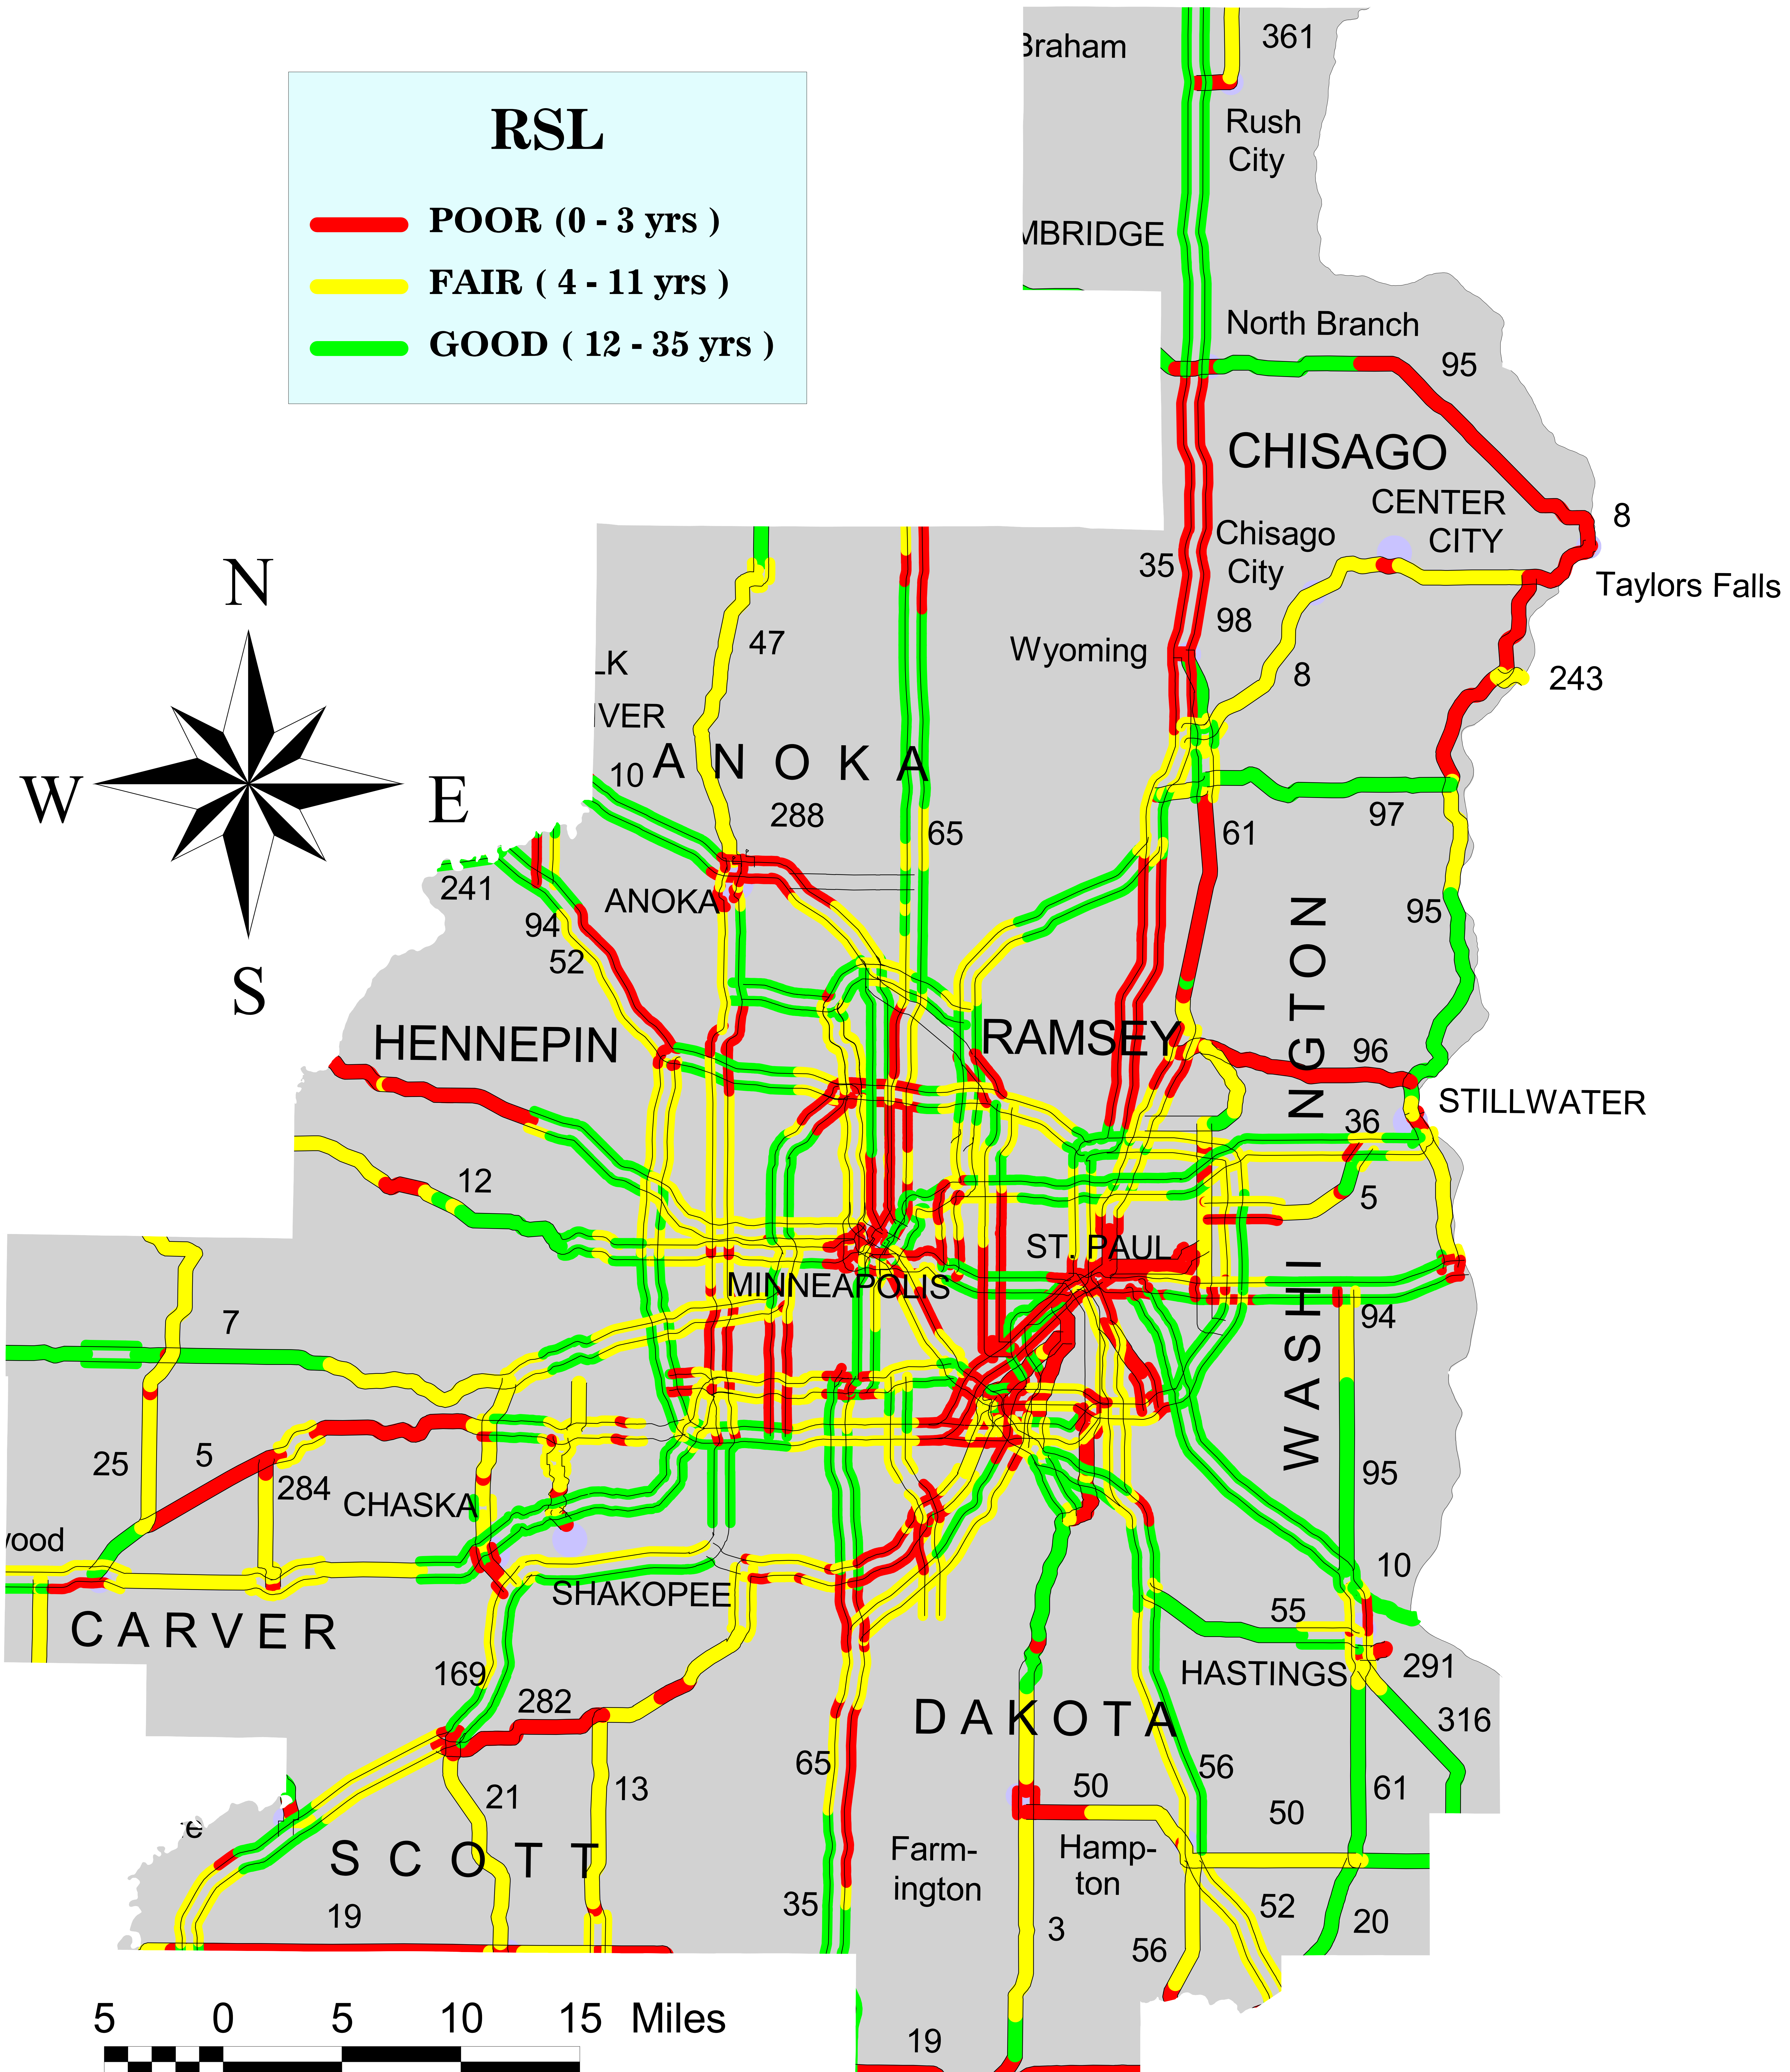 Braham
361
RSL
Rush
City
POOR (0 - 3 yrs )
MBRIDGE
FAIR ( 4 - 11 yrs )
North Branch
GOOD ( 12 - 35 yrs )
95
CHISAGO
CENTER
CITY
8
Chisago
City
35
N
Taylors Falls
98
47
Wyoming
LK
8
243
IVER
ANOKA
10
W
E
288
97
65
61
241
ANOKA
95
94
52
S
WASHINGTON
HENNEPIN
RAMSEY
96
STILLWATER
36
12
5
ST. PAUL
MINNEAPOLIS
7
94
25
5
284
95
CHASKA
wood
10
SHAKOPEE
55
CARVER
291
HASTINGS
169
282
DAKOTA
316
65
56
13
21
50
50
61
re
Farm-
ington
Hamp-
ton
SCOTT
35
19
52
20
3
56
5 0 5 10 15 Miles
19